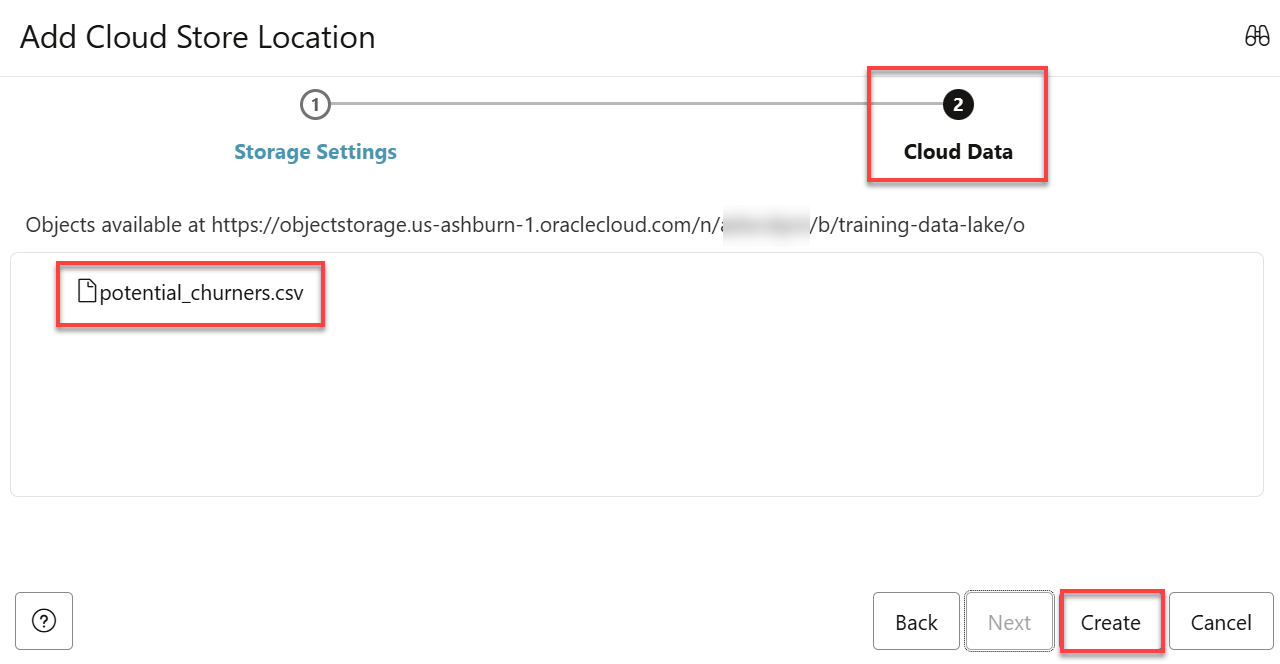 Add Cloud Store Location
1
2
Storage Settings
Cloud Data
Objects available at https://objectstorage.us-ashburn-1.oraclecloud.com/n/ /b/training-data-lake/o
potential_churners.csv
?
Back
Next
Create
Cancel